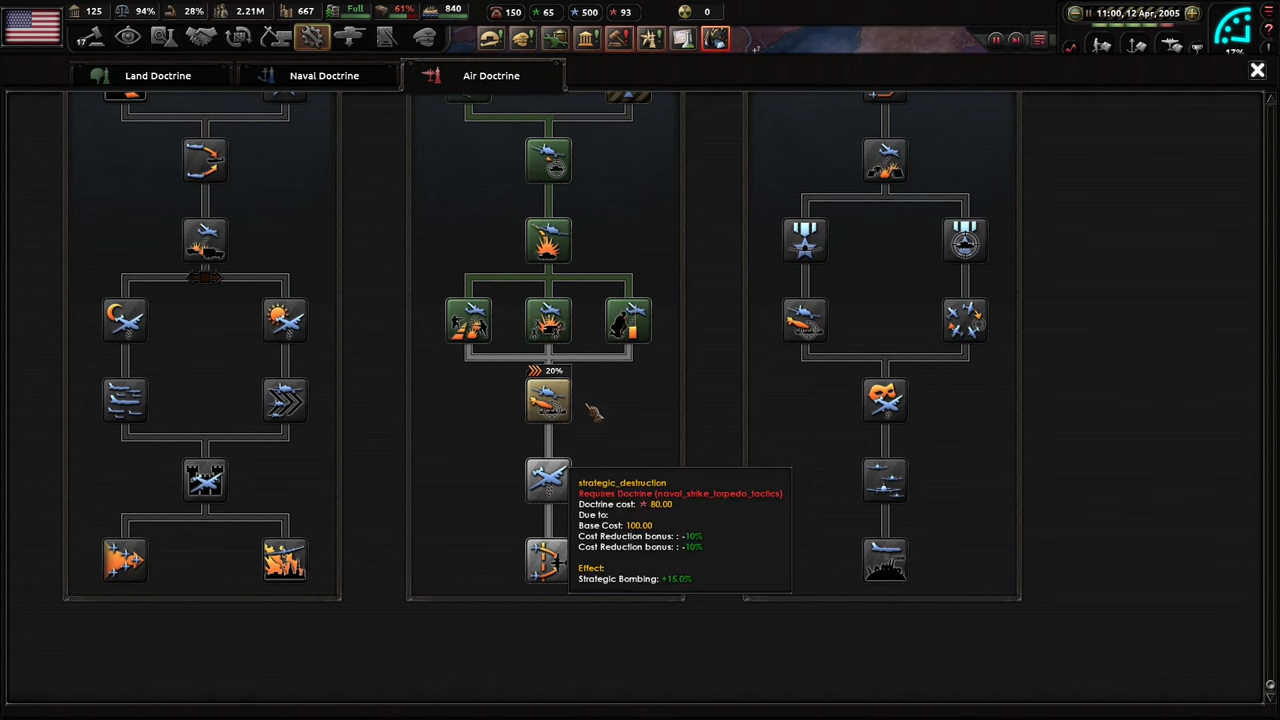 125 94% 28% 2.21M 667 Full 61% 840 150 65 500 93 0 11:00, 12 Apr, 2005
17
17%
Land Doctrine Naval Doctrine Air Doctrine
20%
strategic_destruction
Requires Doctrine (naval_strike_torpedo_tactics)
Doctrine cost: 80.00
Due to:
Base Cost: 100.00
Cost Reduction bonus: : -10%
Cost Reduction bonus: : -10%
Effect:
Strategic Bombing: +15.0%